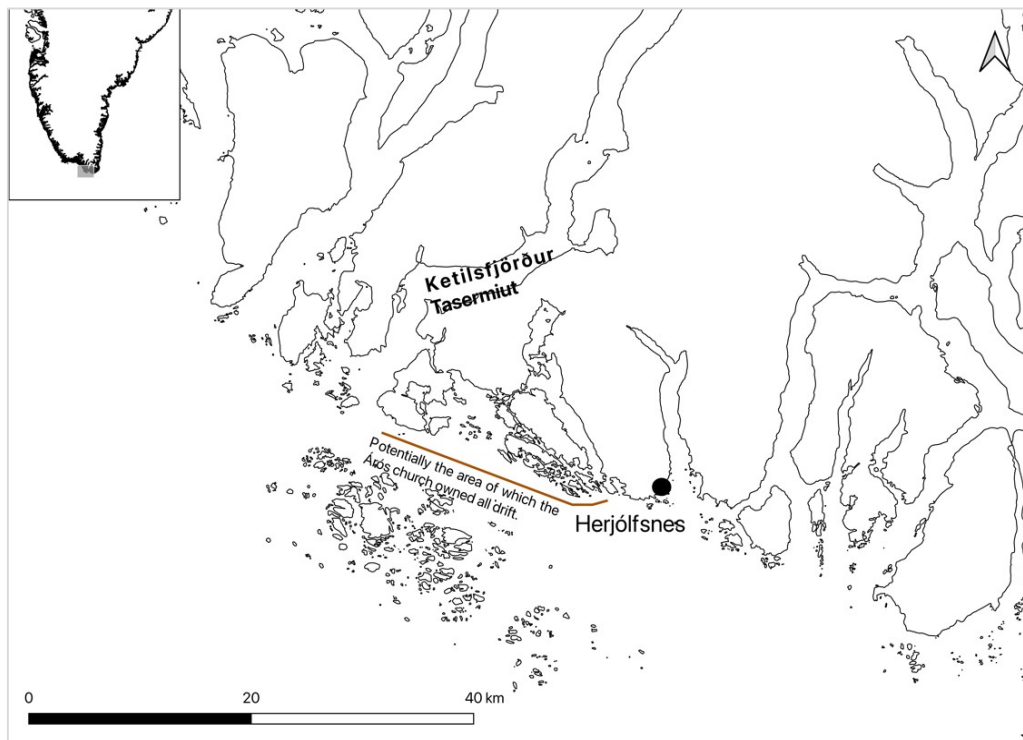 Ketilsfjörður
Tasermiut
Potentially the area of which the
Árós church owned all drift.
Herjólfsnes
0
20
40 km